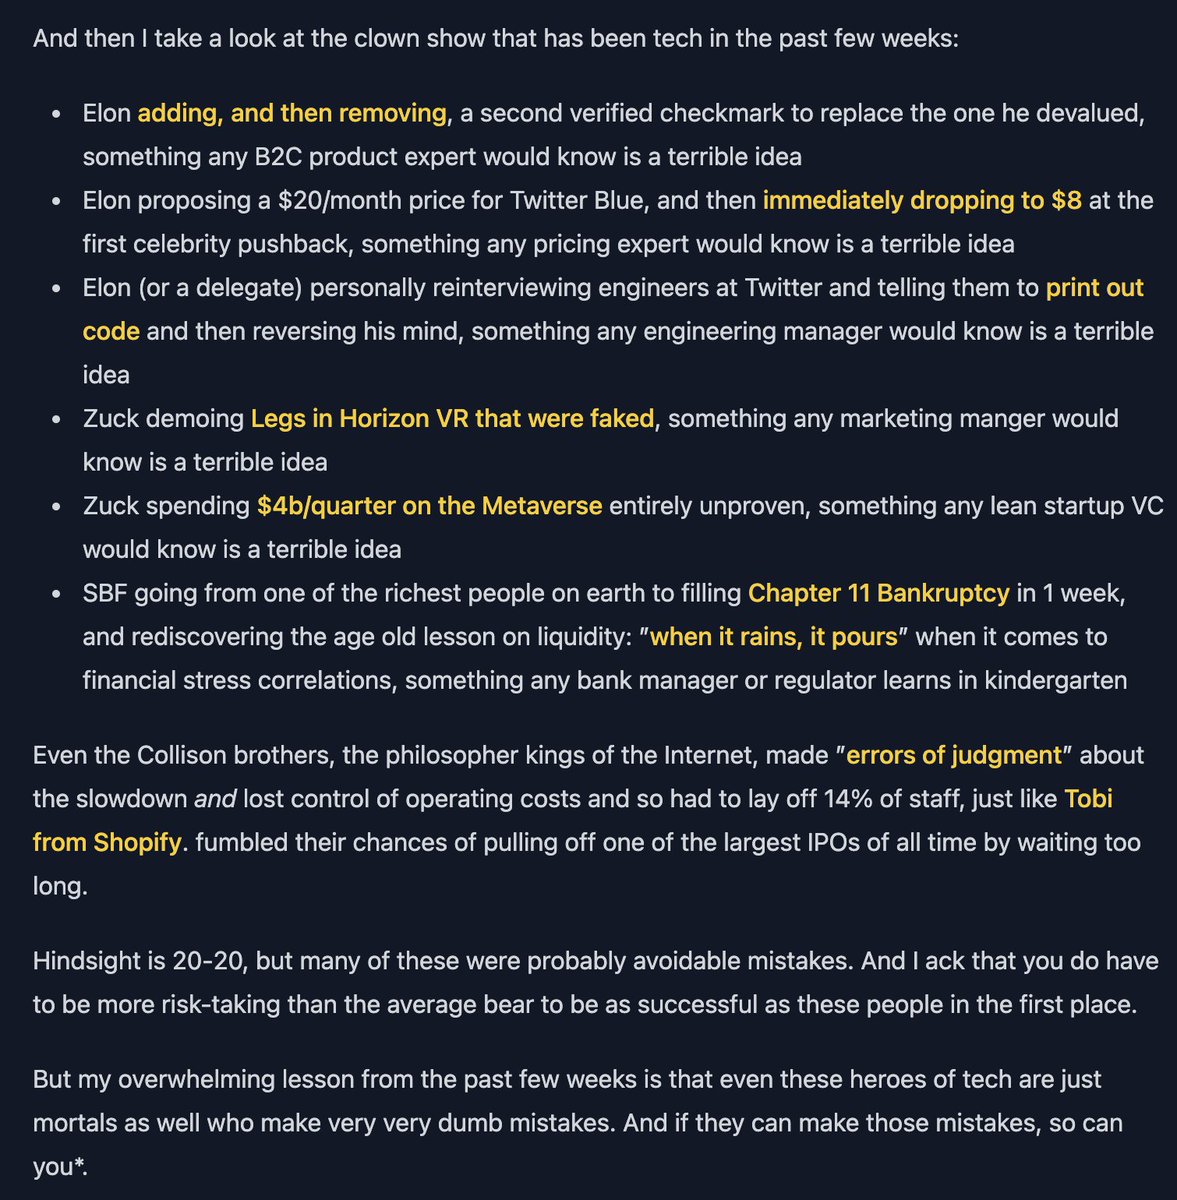 And then I take a look at the clown show that has been tech in the past few weeks:
• Elon adding, and then removing, a second verified checkmark to replace the one he devalued,
something any B2C product expert would know is a terrible idea
• Elon proposing a $20/month price for Twitter Blue, and then immediately dropping to $8 at the
first celebrity pushback, something any pricing expert would know is a terrible idea
• Elon (or a delegate) personally reinterviewing engineers at Twitter and telling them to print out
code and then reversing his mind, something any engineering manager would know is a terrible
idea
• Zuck demoing Legs in Horizon VR that were faked, something any marketing manger would
know is a terrible idea
• Zuck spending $4b/quarter on the Metaverse entirely unproven, something any lean startup VC
would know is a terrible idea
• SBF going from one of the richest people on earth to filling Chapter 11 Bankruptcy in 1 week,
and rediscovering the age old lesson on liquidity: "when it rains, it pours" when it comes to
financial stress correlations, something any bank manager or regulator learns in kindergarten
Even the Collison brothers, the philosopher kings of the Internet, made "errors of judgment" about
the slowdown and lost control of operating costs and so had to lay off 14% of staff, just like Tobi
from Shopify. fumbled their chances of pulling off one of the largest IPOs of all time by waiting too
long.
Hindsight is 20-20, but many of these were probably avoidable mistakes. And I ack that you do have
to be more risk-taking than the average bear to be as successful as these people in the first place.
But my overwhelming lesson from the past few weeks is that even these heroes of tech are just
mortals as well who make very very dumb mistakes. And if they can make those mistakes, so can
you*.